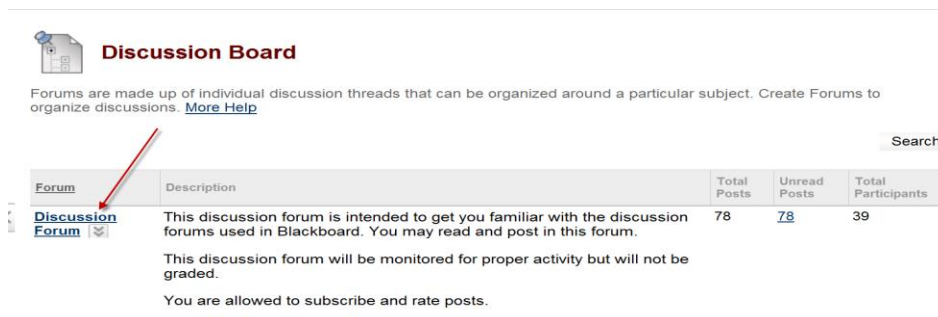 Discussion Board
Forums are made up of individual discussion threads that can be organized around a particular subject. Create Forums to
organize discussions. More Help
Search
Forum Description Total Posts Unread Posts Total Participants
Discussion Forum
This discussion forum is intended to get you familiar with the discussion
forums used in Blackboard. You may read and post in this forum.
This discussion forum will be monitored for proper activity but will not be
graded.
You are allowed to subscribe and rate posts.
78 78 39